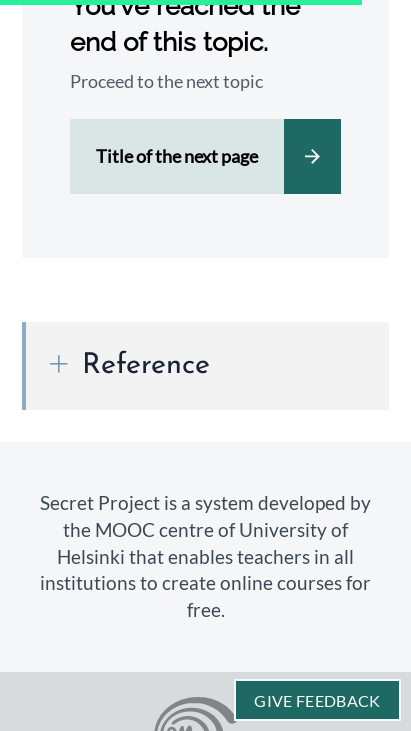 You've reached the
end of this topic.
Proceed to the next topic
Title of the next page
Reference
Secret Project is a system developed by
the MOOC centre of University of
Helsinki that enables teachers in all
institutions to create online courses for
free.
GIVE FEEDBACK